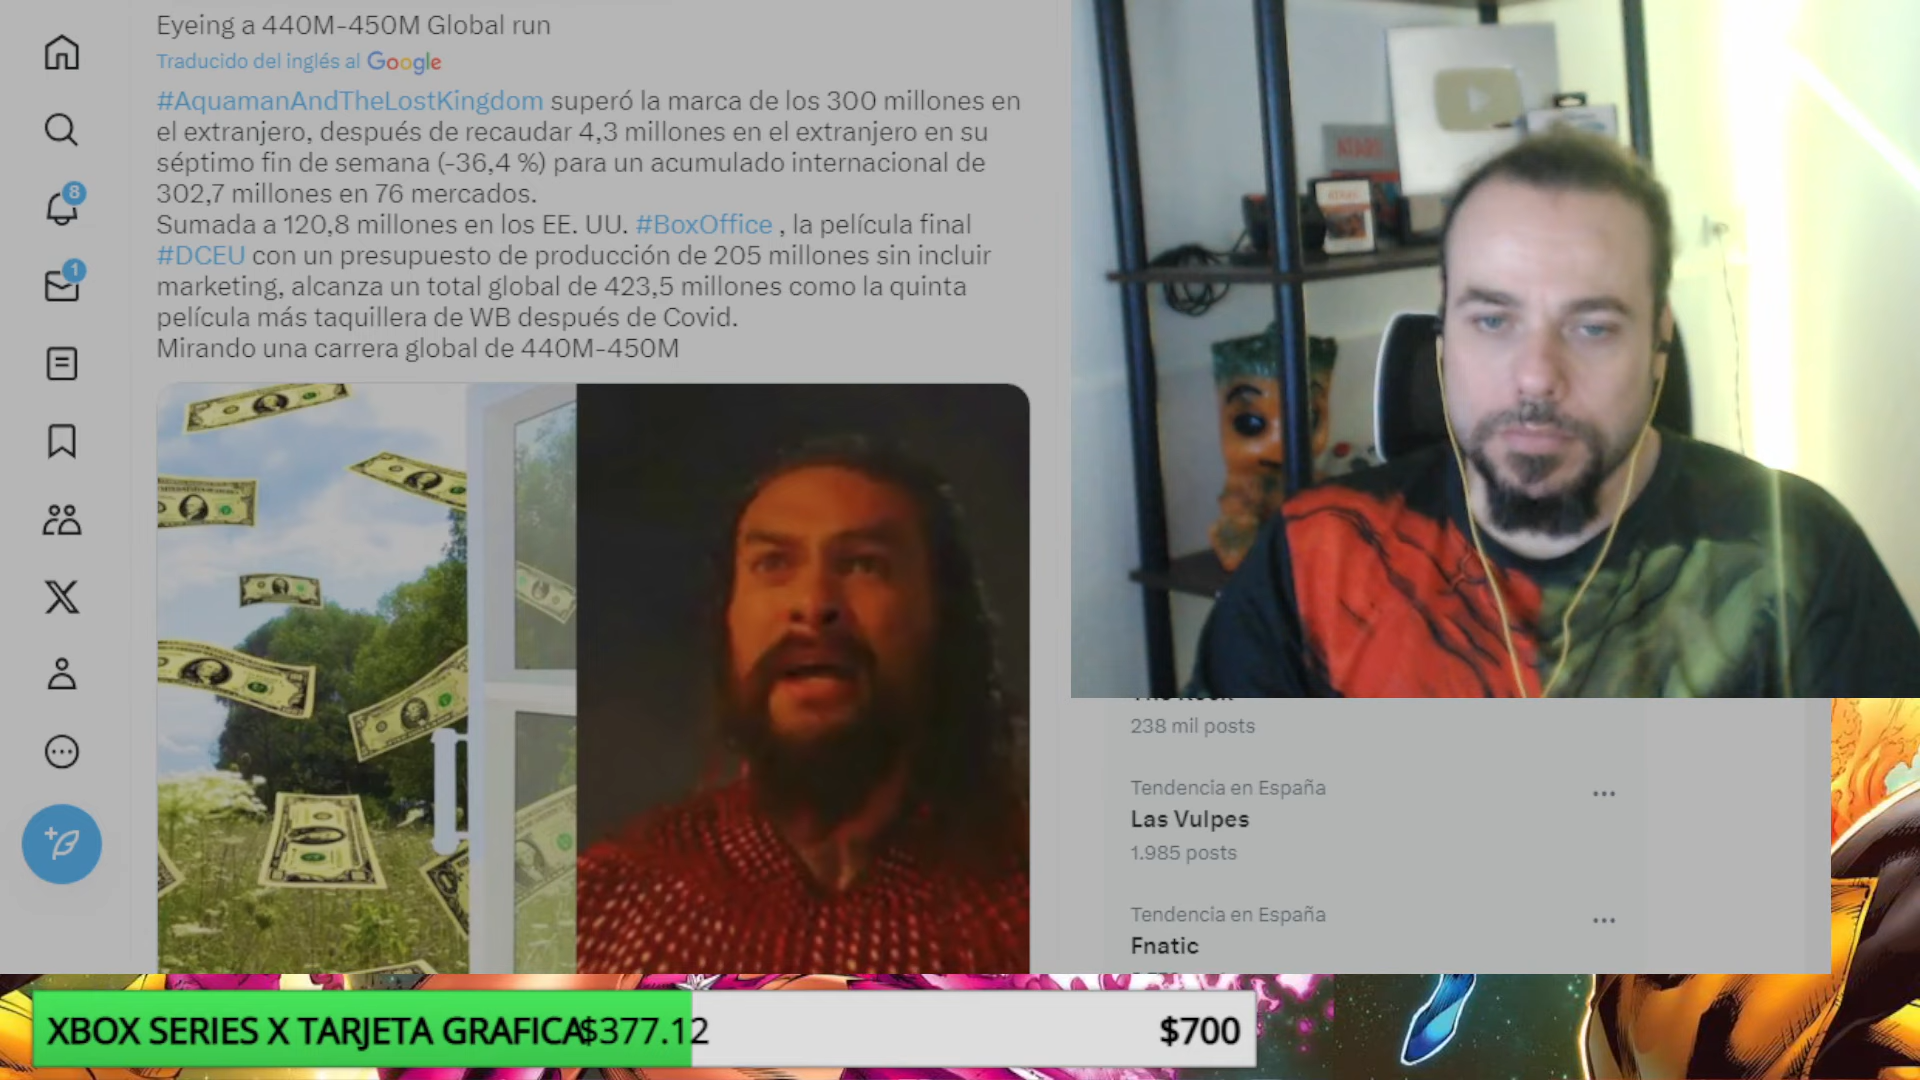 Eyeing a 440M-450M Global run
Traducido del inglés al Google
#AquamanAndTheLostKingdom superó la marca de los 300 millones en
el extranjero, después de recaudar 4,3 millones en el extranjero en su
séptimo fin de semana (-36,4 %) para un acumulado internacional de
302,7 millones en 76 mercados.
Sumada a 120,8 millones en los EE. UU. #BoxOffice , la película final
#DCEU con un presupuesto de producción de 205 millones sin incluir
marketing, alcanza un total global de 423,5 millones como la quinta
película más taquillera de WB después de Covid.
Mirando una carrera global de 440M-450M
8
1
238 mil posts
Tendencia en España
Las Vulpes
1.985 posts
Tendencia en España
Fnatic
XBOX SERIES X TARJETA GRAFICA $377.12
$700